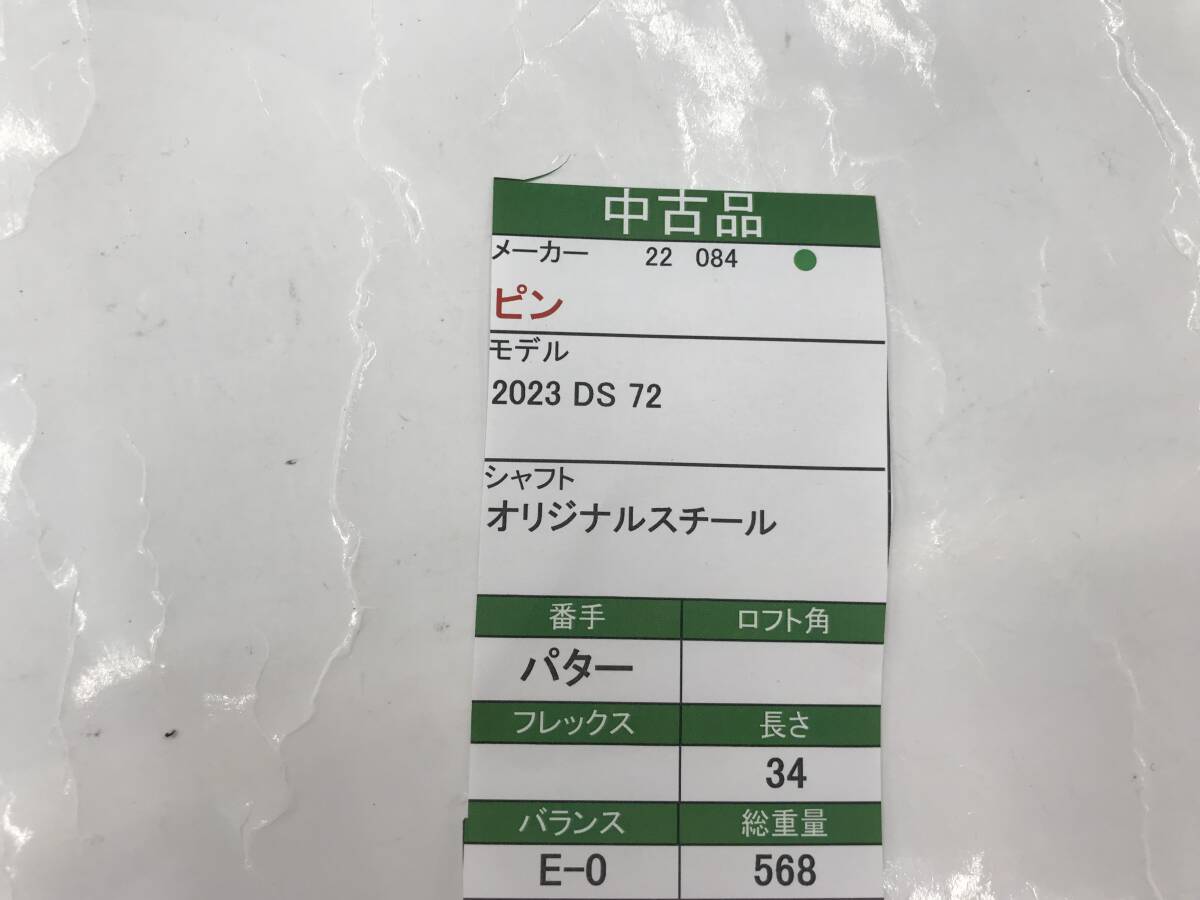 中古品
メーカー 22 084
ピン
モデル
2023 DS 72
シャフト
オリジナルスチール
番手 ロフト角
パター
フレックス 長さ
34
バランス 総重量
E-0 568